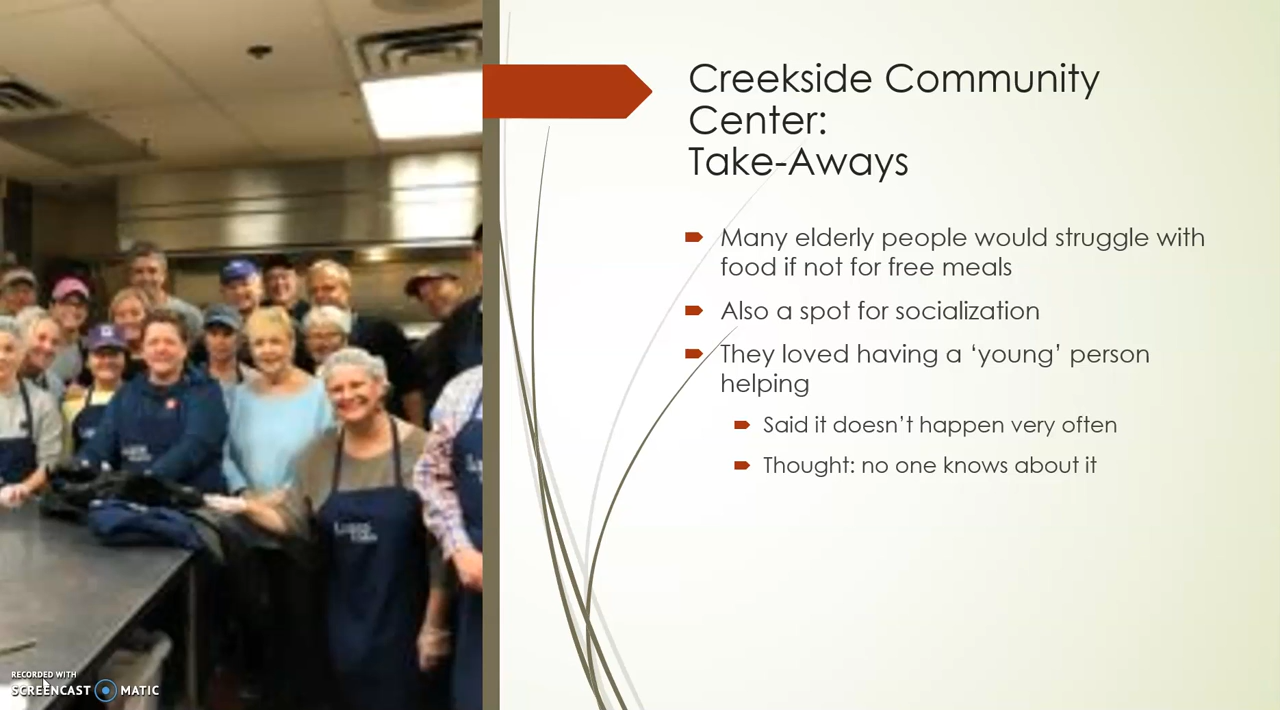 Creekside Community
Center:
Take-Aways
Many elderly people would struggle with
food if not for free meals
Also a spot for socialization
They loved having a ‘young’ person
helping
Said it doesn’t happen very often
Thought: no one knows about it
RECORDED WITH
SCREENCAST MATIC